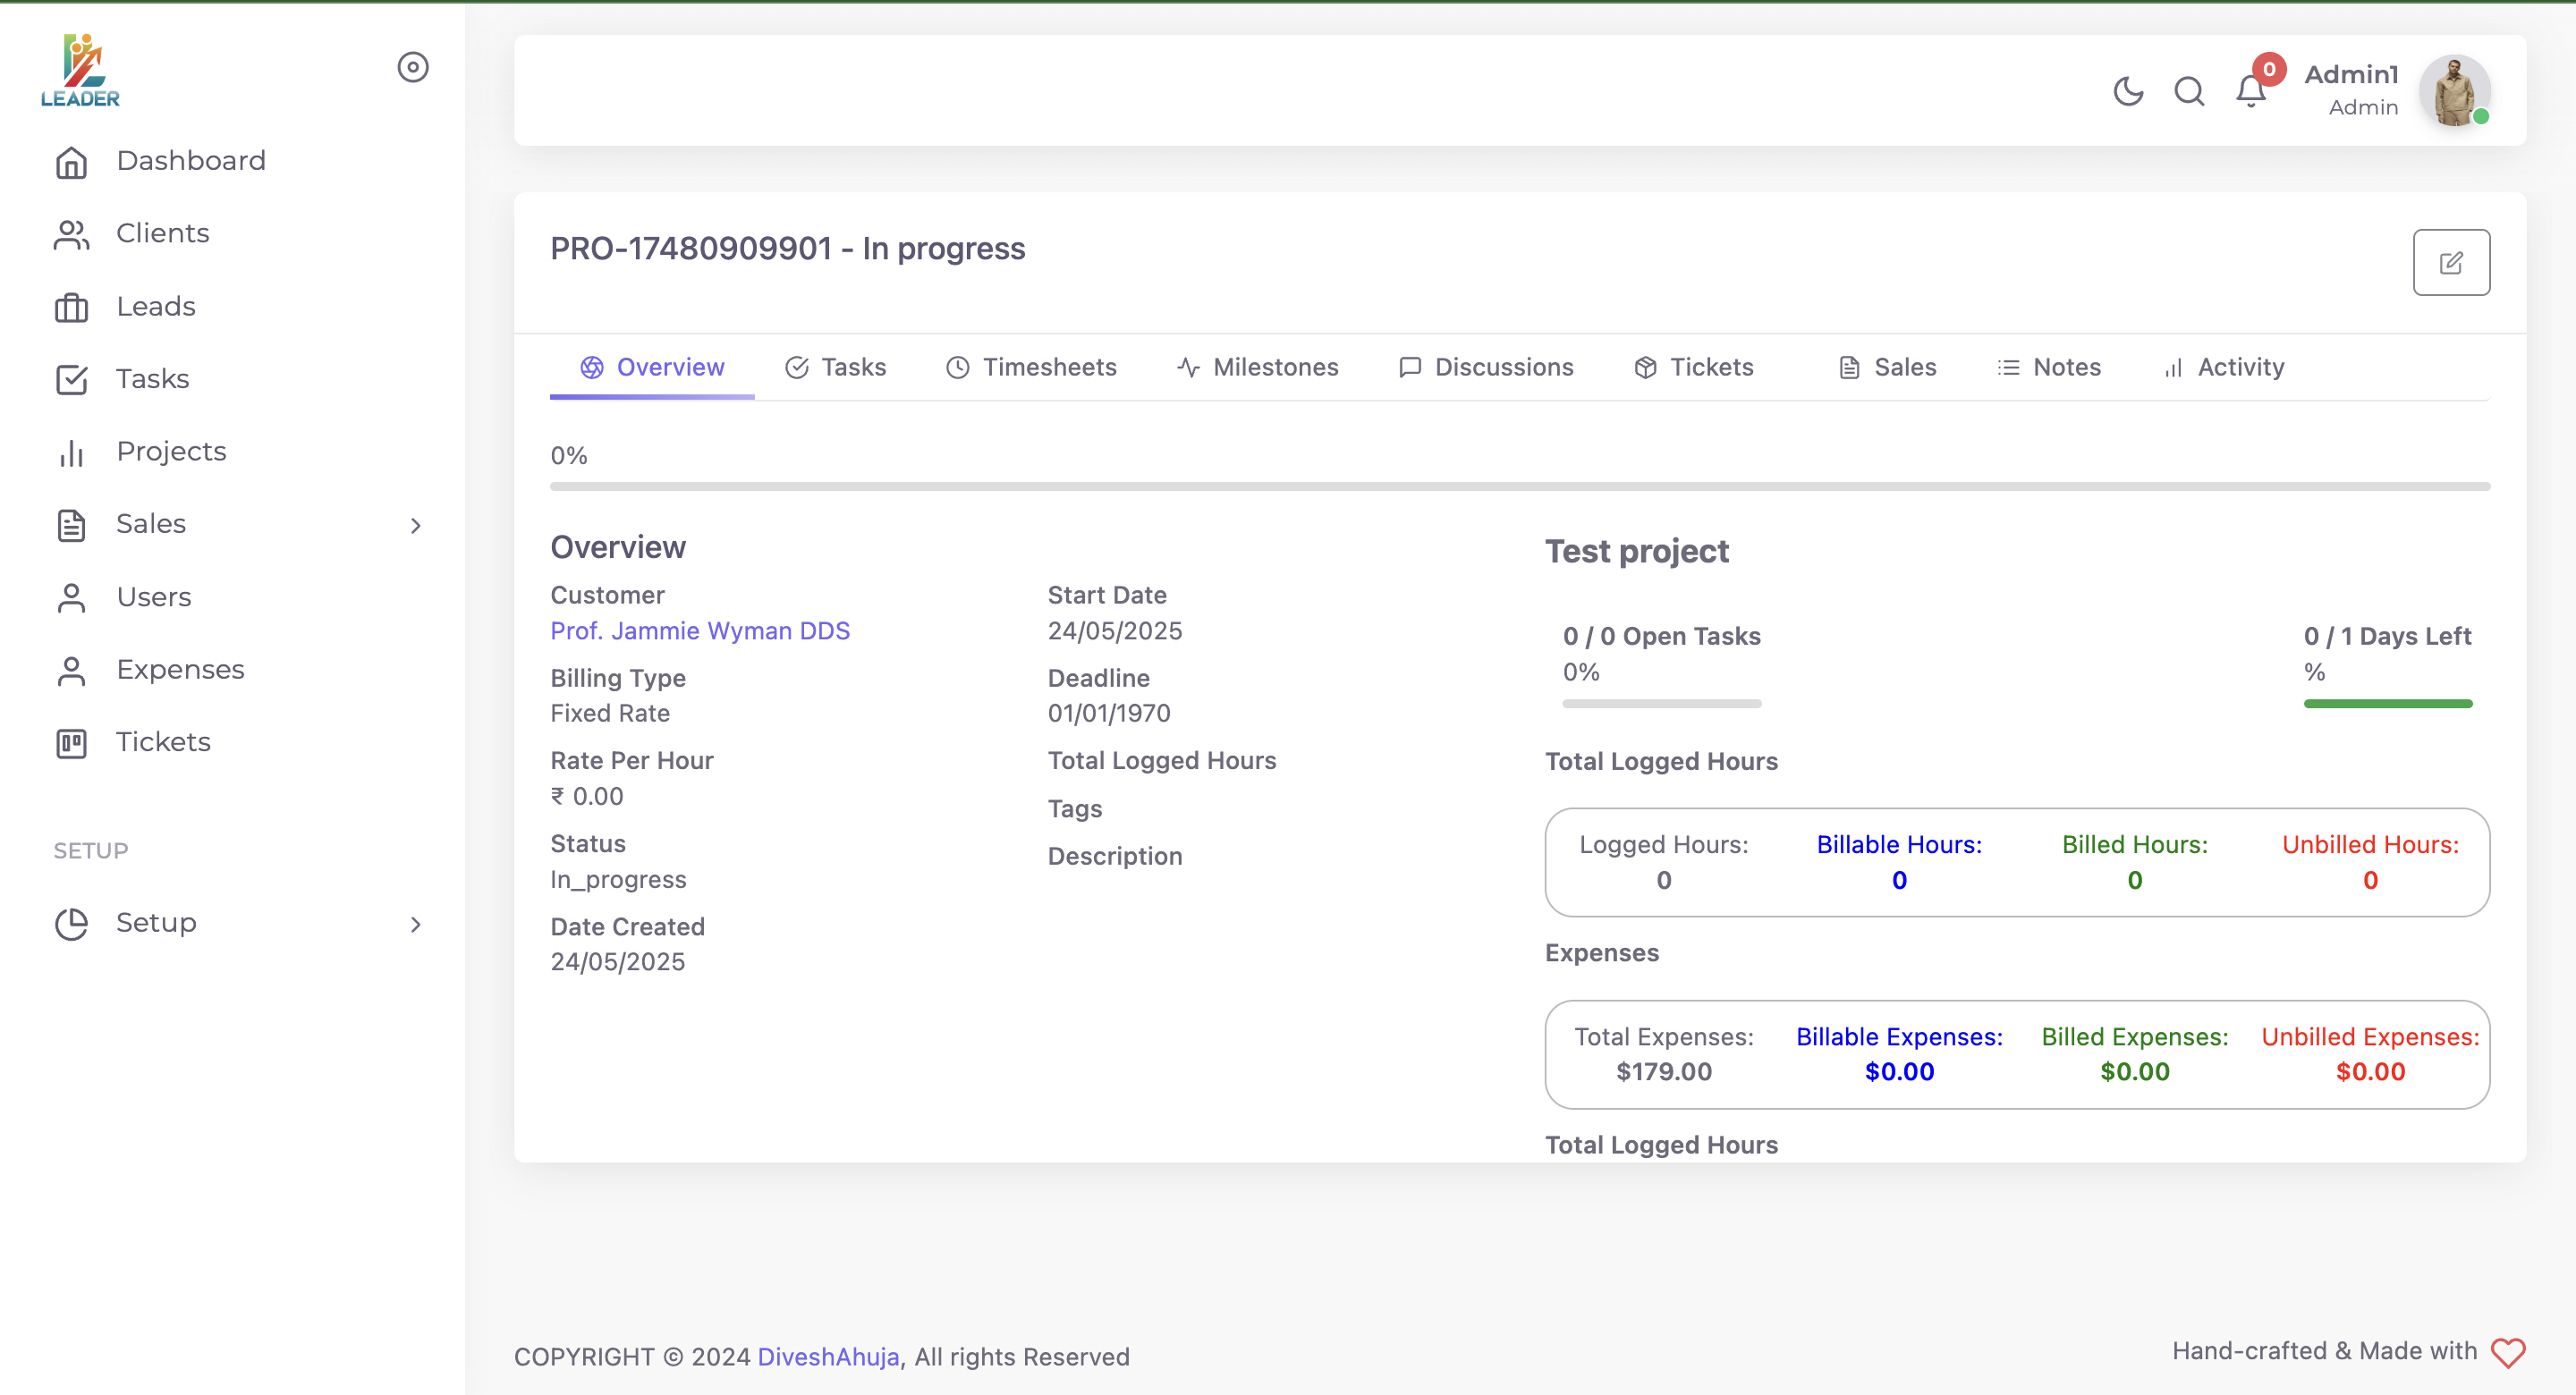 LEADER
Dashboard
Clients
Leads
Tasks
Projects
Sales
Users
Expenses
Tickets
SETUP
Setup
0
Admin1
Admin
PRO-17480909901 - In progress
Overview Tasks Timesheets Milestones Discussions Tickets Sales Notes Activity
0%
Overview
Customer
Prof. Jammie Wyman DDS
Billing Type
Fixed Rate
Rate Per Hour
₹ 0.00
Status
In_progress
Date Created
24/05/2025
Start Date
24/05/2025
Deadline
01/01/1970
Total Logged Hours
Tags
Description
Test project
0 / 0 Open Tasks
0%
0 / 1 Days Left
%
Total Logged Hours
Logged Hours: Billable Hours: Billed Hours: Unbilled Hours:
0 0 0 0
Expenses
Total Expenses: Billable Expenses: Billed Expenses: Unbilled Expenses:
$179.00 $0.00 $0.00 $0.00
Total Logged Hours
COPYRIGHT © 2024 DiveshAhuja, All rights Reserved
Hand-crafted & Made with